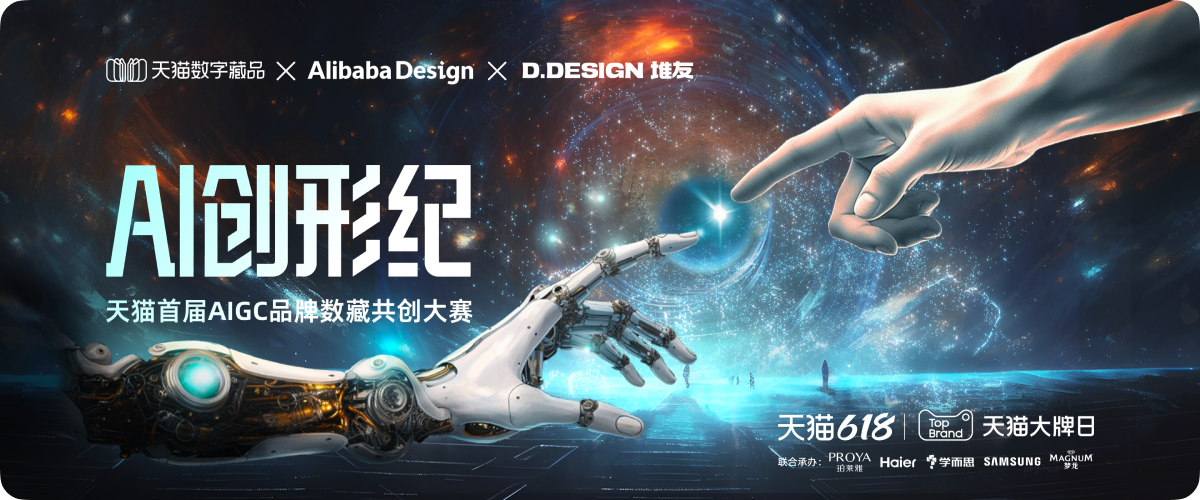 天猫数字藏品 × Alibaba Design × D.DESIGN 堆友
AI创形纪
天猫首届AIGC品牌数藏共创大赛
天猫618 | Top Brand 天猫大牌日
联合承办: PROYA 珀莱雅 Haier 学而思 SAMSUNG MAGNUM 梦龙